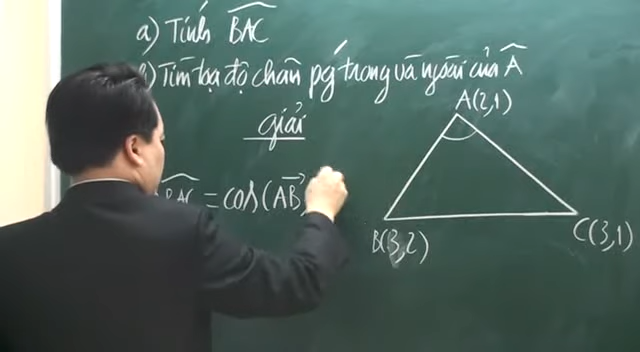 a) Tính BAC
b) Tìm tọa độ chân pg trong và ngoài của A
giải
BAC = cos(AB
A(2,1)
B(3,2)
C(3,1)